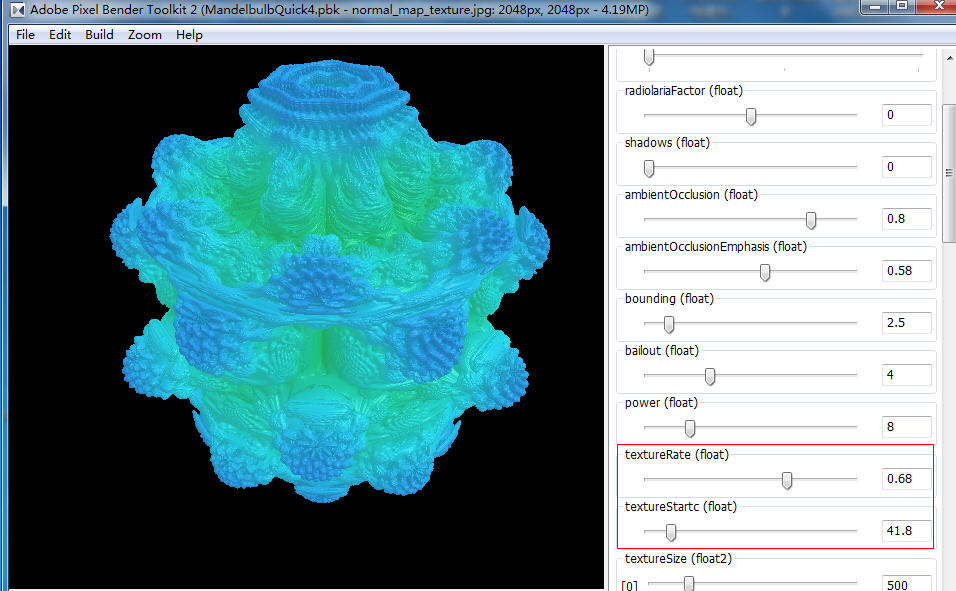 Adobe Pixel Bender Toolkit 2 (MandelbulbQuick4.pbk - normal_map_texture.jpg: 2048px, 2048px - 4.19MP)
File Edit Build Zoom Help
radiolariaFactor (float)
0
shadows (float)
0
ambientOcclusion (float)
0.8
ambientOcclusionEmphasis (float)
0.58
bounding (float)
2.5
bailout (float)
4
power (float)
8
textureRate (float)
0.68
textureStartc (float)
41.8
textureSize (float2)
[0]
500